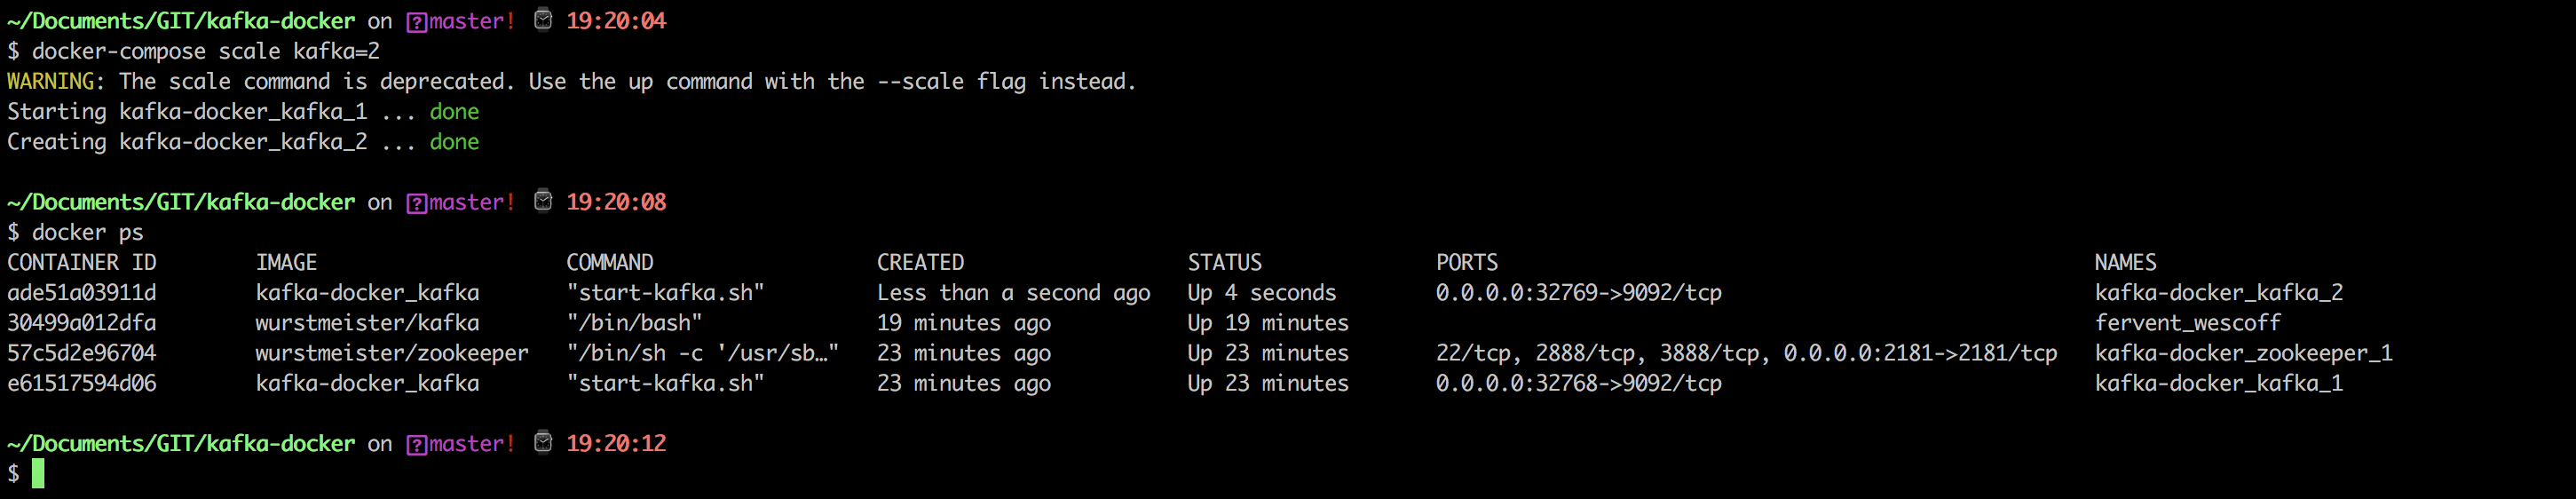 ~/Documents/GIT/kafka-docker on ?master! ⌚ 19:20:04
$ docker-compose scale kafka=2
WARNING: The scale command is deprecated. Use the up command with the --scale flag instead.
Starting kafka-docker_kafka_1 ... done
Creating kafka-docker_kafka_2 ... done
~/Documents/GIT/kafka-docker on ?master! ⌚ 19:20:08
$ docker ps
CONTAINER ID IMAGE COMMAND CREATED STATUS PORTS NAMES
ade51a03911d kafka-docker_kafka "start-kafka.sh" Less than a second ago Up 4 seconds 0.0.0.0:32769->9092/tcp kafka-docker_kafka_2
30499a012dfa wurstmeister/kafka "/bin/bash" 19 minutes ago Up 19 minutes fervent_wescoff
57c5d2e96704 wurstmeister/zookeeper "/bin/sh -c '/usr/sb…" 23 minutes ago Up 23 minutes 22/tcp, 2888/tcp, 3888/tcp, 0.0.0.0:2181->2181/tcp kafka-docker_zookeeper_1
e61517594d06 kafka-docker_kafka "start-kafka.sh" 23 minutes ago Up 23 minutes 0.0.0.0:32768->9092/tcp kafka-docker_kafka_1
~/Documents/GIT/kafka-docker on ?master! ⌚ 19:20:12
$